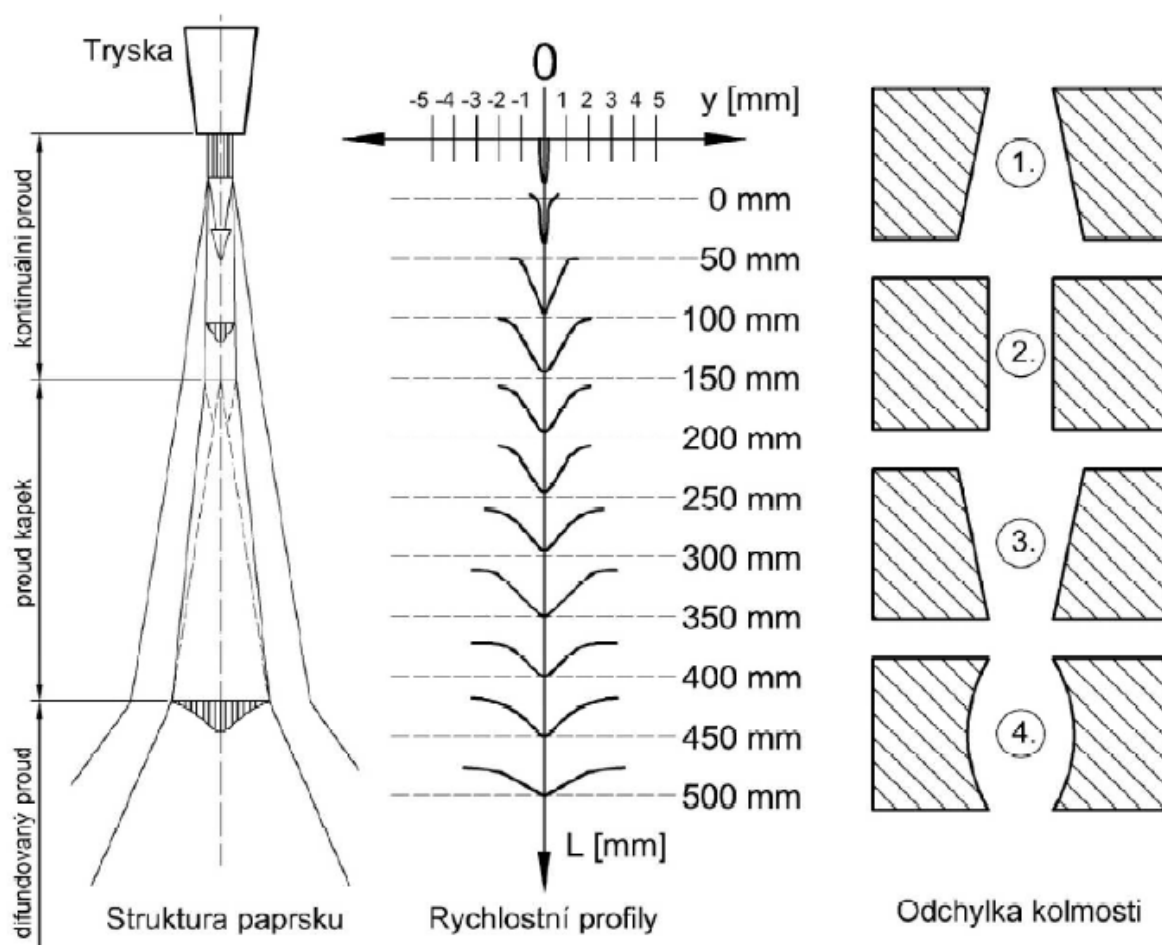 Tryska
kontinuální proud
proud kapek
difundovaný proud
Struktura paprsku
0
-5 -4 -3 -2 -1 1 2 3 4 5
y [mm]
0 mm
50 mm
100 mm
150 mm
200 mm
250 mm
300 mm
350 mm
400 mm
450 mm
500 mm
L [mm]
Rychlostní profily
1.
2.
3.
4.
Odchylka kolmosti